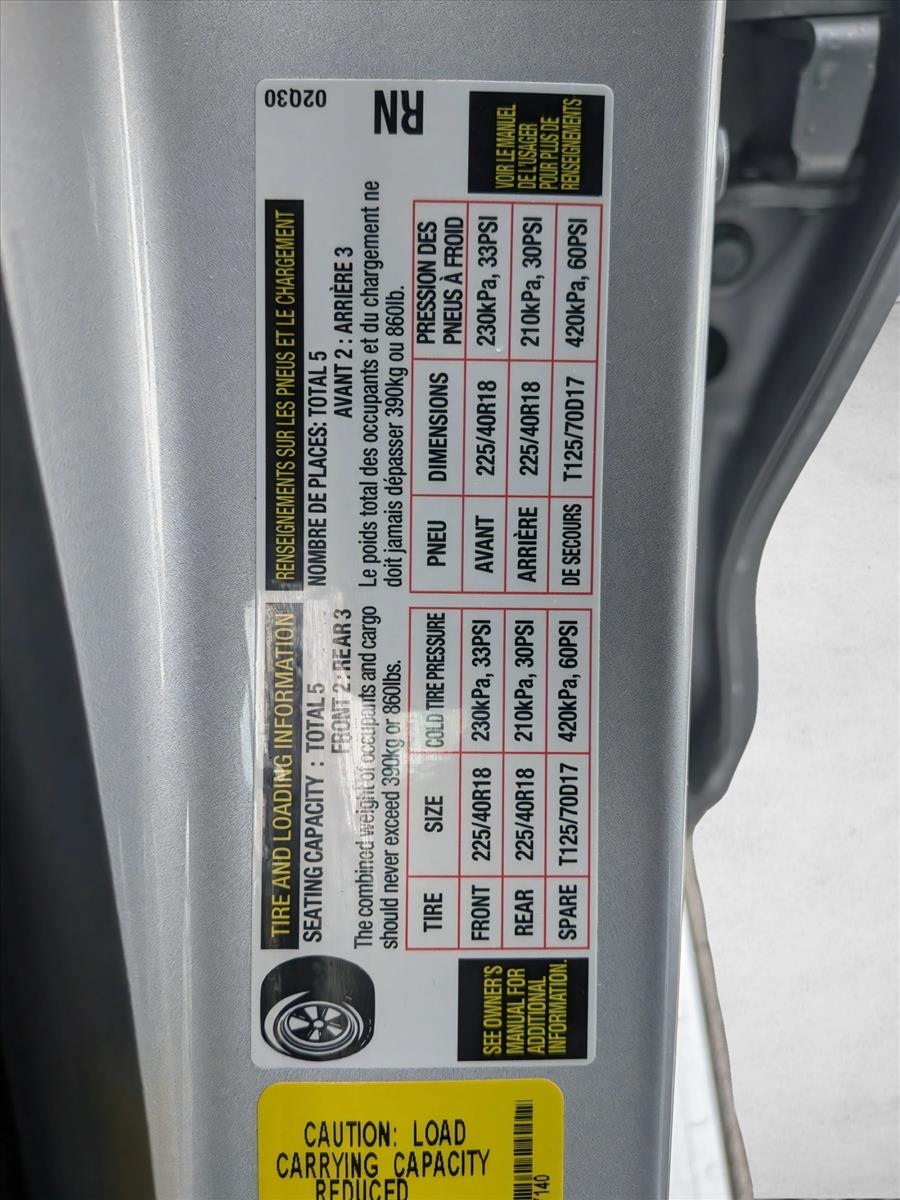 TIRE AND LOADING INFORMATION
SEATING CAPACITY : TOTAL 5
FRONT 2 : REAR 3
The combined weight of occupants and cargo
should never exceed 390kg or 860lbs.
TIRE SIZE COLD TIRE PRESSURE
FRONT 225/40R18 230kPa, 33PSI
REAR 225/40R18 210kPa, 30PSI
SPARE T125/70D17 420kPa, 60PSI
SEE OWNER'S
MANUAL FOR
ADDITIONAL
INFORMATION.
RENSEIGNEMENTS SUR LES PNEUS ET LE CHARGEMENT
NOMBRE DE PLACES: TOTAL 5
AVANT 2 : ARRIÈRE 3
Le poids total des occupants et du chargement ne
doit jamais dépasser 390kg ou 860lb.
PNEU DIMENSIONS PRESSION DES
PNEUS À FROID
AVANT 225/40R18 230kPa, 33PSI
ARRIÈRE 225/40R18 210kPa, 30PSI
DE SECOURS T125/70D17 420kPa, 60PSI
VOIR LE MANUEL
DE L'USAGER
POUR PLUS DE
RENSEIGNEMENTS
02Q30
RN
CAUTION: LOAD
CARRYING CAPACITY
REDUCED